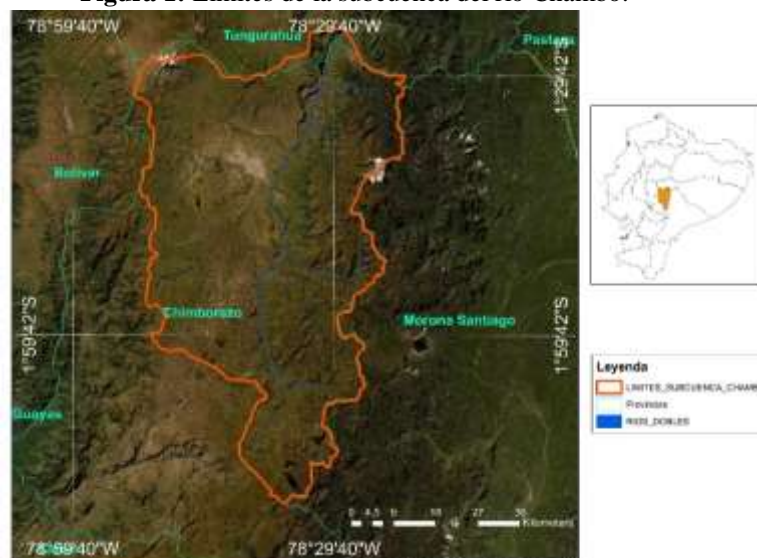 Figura 1. Límites de la subcuenca del río Chambo.
78°59'40"W
78°29'40"W
Tungurahua
Pastaza
1°29'42"S
Bolívar
Chimborazo
Morona Santiago
1°59'42"S
1°59'42"S
Guayas
0 4,5 9 18 27 36
Kilometers
78°59'40"W
78°29'40"W
Leyenda
LIMITES_SUBCUENCA_CHAMB
Provincias
RIOS_DOBLES